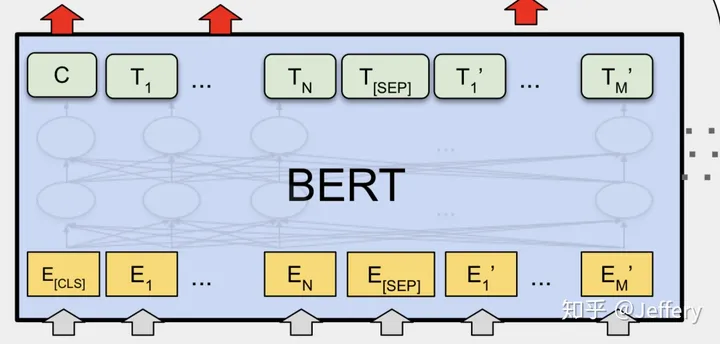 C T1 ... TN T[SEP] T1’ ... TM’
...
BERT
...
E[CLS] E1 ... EN E[SEP] E1’ ... EM’
知乎 @Jeffery